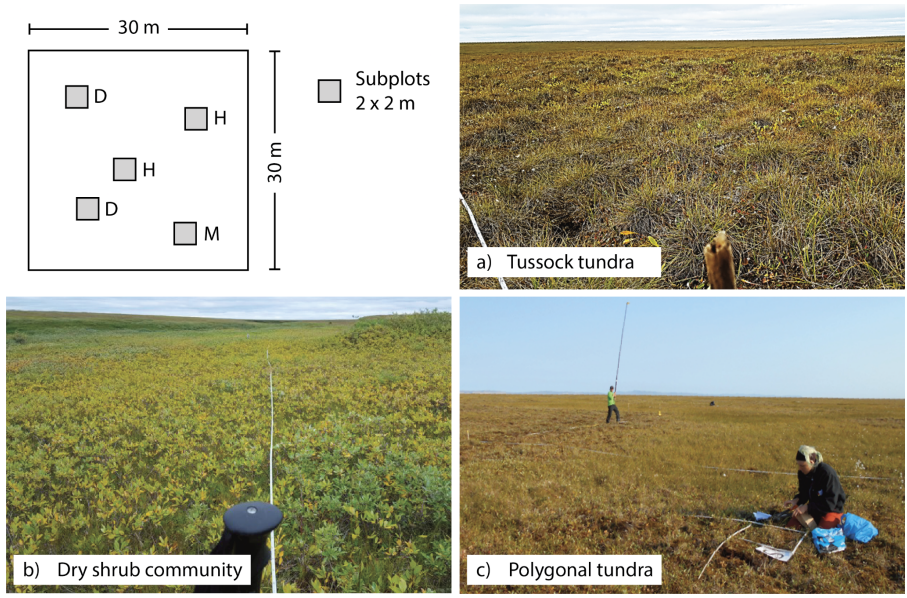 30 m
D
H
H
D
M
30 m
Subplots
2 x 2 m
a) Tussock tundra
b) Dry shrub community
c) Polygonal tundra